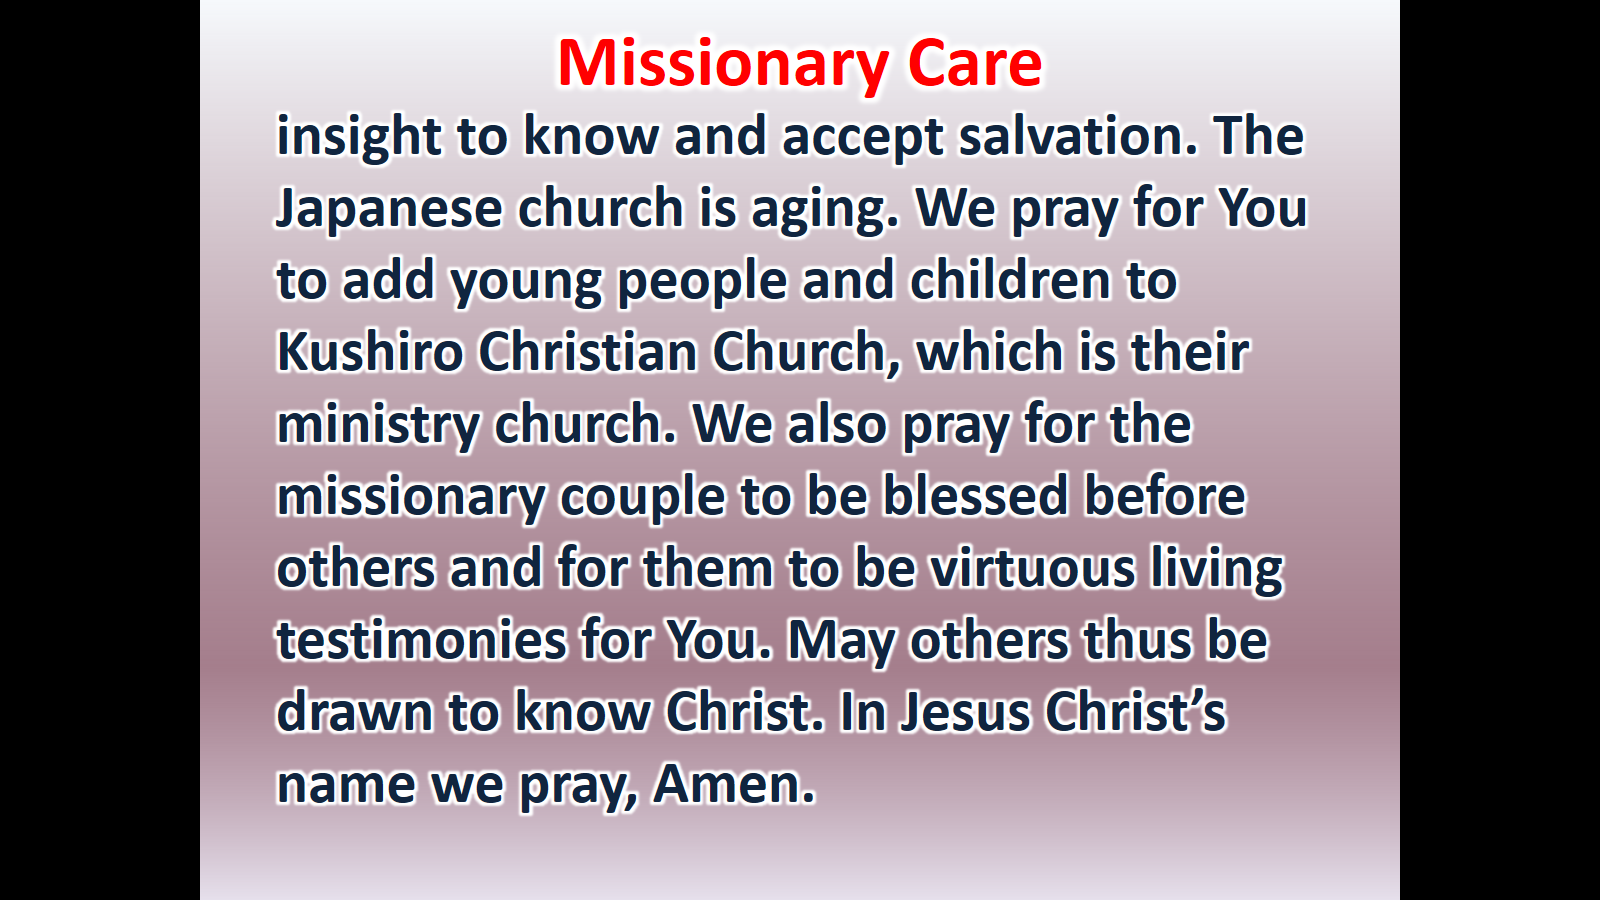 Missionary Care
insight to know and accept salvation. The
Japanese church is aging. We pray for You
to add young people and children to
Kushiro Christian Church, which is their
ministry church. We also pray for the
missionary couple to be blessed before
others and for them to be virtuous living
testimonies for You. May others thus be
drawn to know Christ. In Jesus Christ’s
name we pray, Amen.